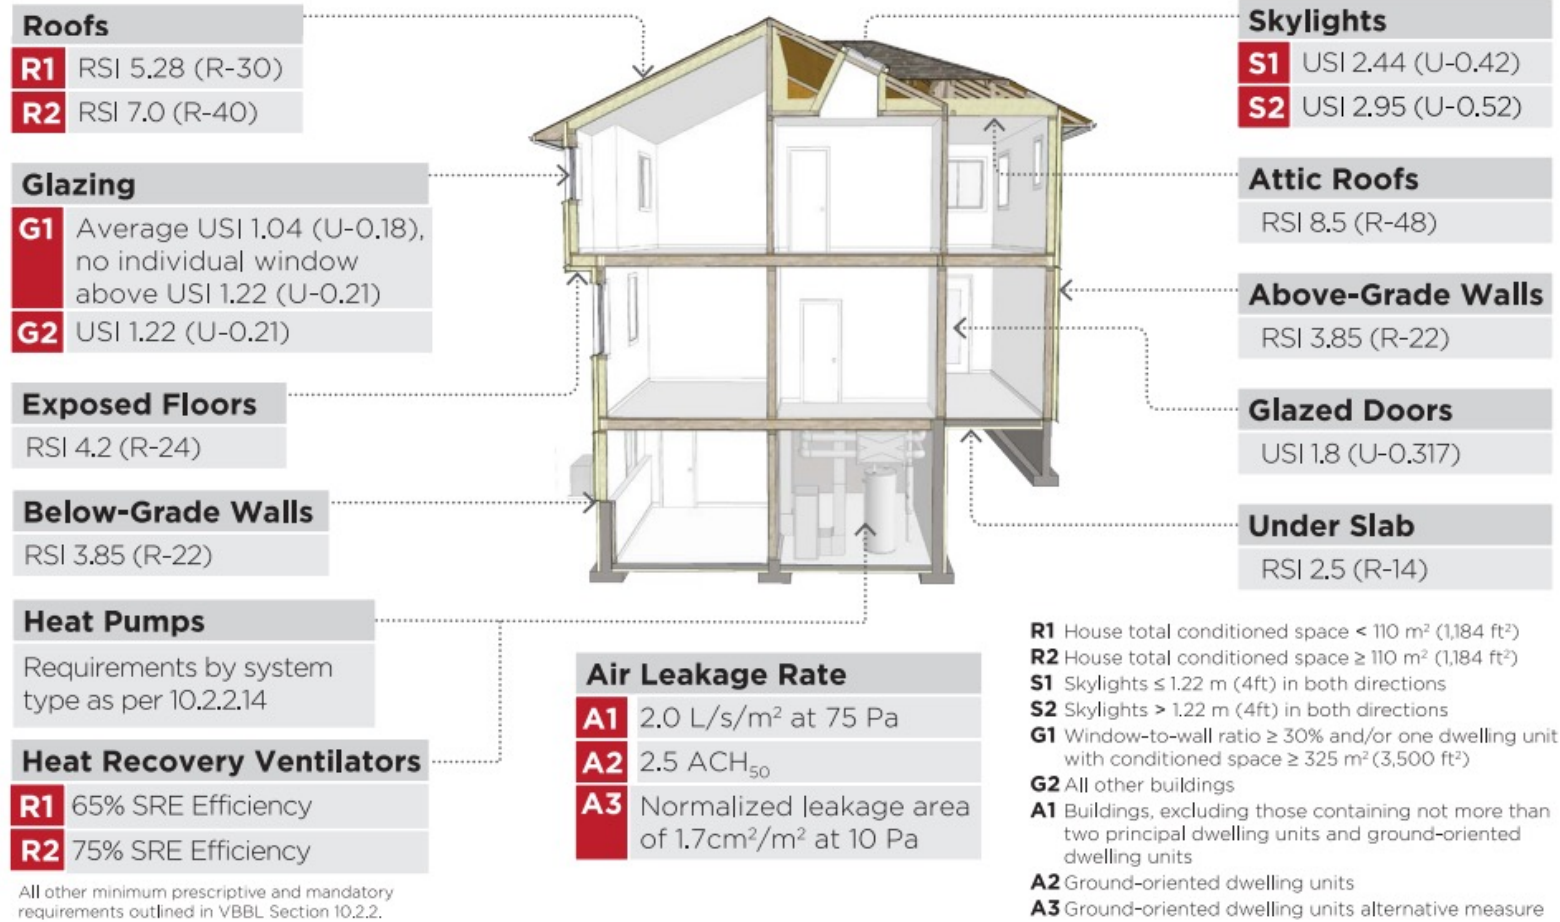 Roofs
R1 RSI 5.28 (R-30)
R2 RSI 7.0 (R-40)
Glazing
G1 Average USI 1.04 (U-0.18),
no individual window
above USI 1.22 (U-0.21)
G2 USI 1.22 (U-0.21)
Exposed Floors
RSI 4.2 (R-24)
Below-Grade Walls
RSI 3.85 (R-22)
Heat Pumps
Requirements by system
type as per 10.2.2.14
Heat Recovery Ventilators
R1 65% SRE Efficiency
R2 75% SRE Efficiency
All other minimum prescriptive and mandatory
requirements outlined in VBBL Section 10.2.2.
Air Leakage Rate
A1 2.0 L/s/m² at 75 Pa
A2 2.5 ACH₅₀
A3 Normalized leakage area
of 1.7cm²/m² at 10 Pa
Skylights
S1 USI 2.44 (U-0.42)
S2 USI 2.95 (U-0.52)
Attic Roofs
RSI 8.5 (R-48)
Above-Grade Walls
RSI 3.85 (R-22)
Glazed Doors
USI 1.8 (U-0.317)
Under Slab
RSI 2.5 (R-14)
R1 House total conditioned space < 110 m² (1,184 ft²)
R2 House total conditioned space ≥ 110 m² (1,184 ft²)
S1 Skylights ≤ 1.22 m (4ft) in both directions
S2 Skylights > 1.22 m (4ft) in both directions
G1 Window-to-wall ratio ≥ 30% and/or one dwelling unit
with conditioned space ≥ 325 m² (3,500 ft²)
G2 All other buildings
A1 Buildings, excluding those containing not more than
two principal dwelling units and ground-oriented
dwelling units
A2 Ground-oriented dwelling units
A3 Ground-oriented dwelling units alternative measure